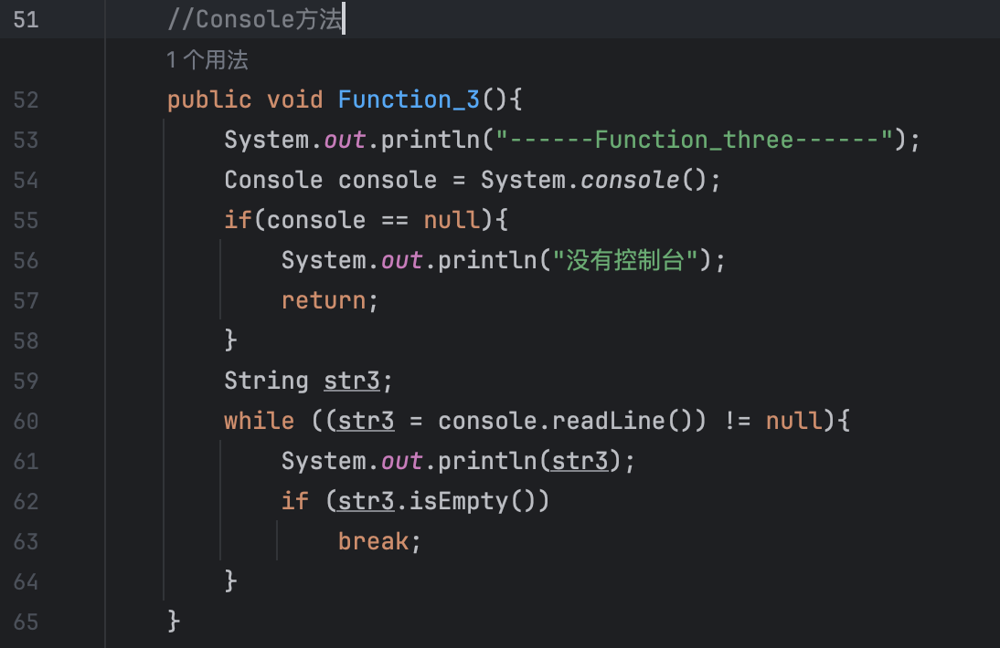 51 //Console方法
1 个用法
52 public void Function_3(){
53 System.out.println("------Function_three------");
54 Console console = System.console();
55 if(console == null){
56 System.out.println("没有控制台");
57 return;
58 }
59 String str3;
60 while ((str3 = console.readLine()) != null){
61 System.out.println(str3);
62 if (str3.isEmpty())
63 break;
64 }
65 }